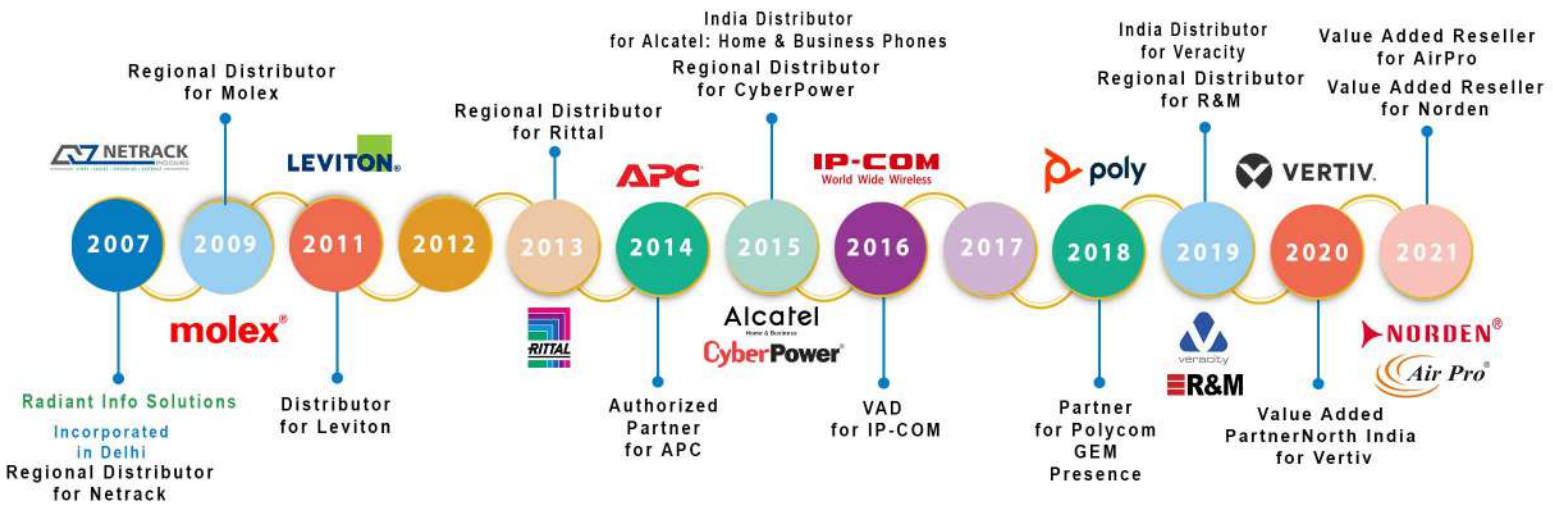 India Distributor
for Alcatel: Home & Business Phones
Regional Distributor
for CyberPower
India Distributor
for Veracity
Regional Distributor
for R&M
Value Added Reseller
for AirPro
Value Added Reseller
for Norden
Regional Distributor
for Molex
Regional Distributor
for Rittal
NETRACK
LEVITON®
APC
IP-COM
World Wide Wireless
poly
VERTIV.
2007
2009
2011
2012
2013
2014
2015
2016
2017
2018
2019
2020
2021
molex®
RITTAL
Alcatel
Home & Business
CyberPower®
veracity
R&M
NORDEN®
Air Pro®
Radiant Info Solutions
Incorporated
in Delhi
Regional Distributor
for Netrack
Distributor
for Leviton
Authorized
Partner
for APC
VAD
for IP-COM
Partner
for Polycom
GEM
Presence
Value Added
PartnerNorth India
for Vertiv